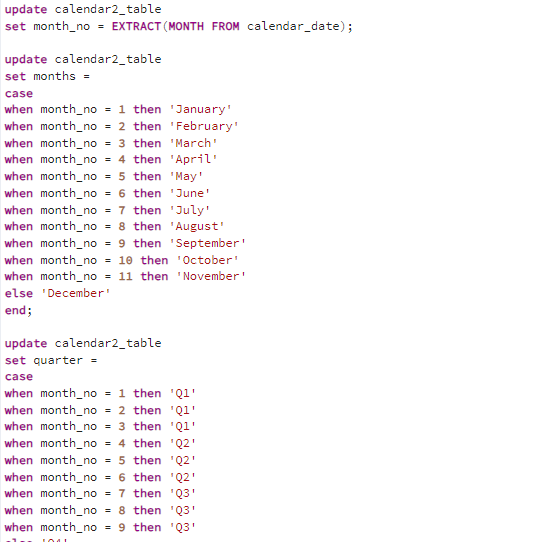 update calendar2_table
set month_no = EXTRACT(MONTH FROM calendar_date);
update calendar2_table
set months =
case
when month_no = 1 then 'January'
when month_no = 2 then 'February'
when month_no = 3 then 'March'
when month_no = 4 then 'April'
when month_no = 5 then 'May'
when month_no = 6 then 'June'
when month_no = 7 then 'July'
when month_no = 8 then 'August'
when month_no = 9 then 'September'
when month_no = 10 then 'October'
when month_no = 11 then 'November'
else 'December'
end;
update calendar2_table
set quarter =
case
when month_no = 1 then 'Q1'
when month_no = 2 then 'Q1'
when month_no = 3 then 'Q1'
when month_no = 4 then 'Q2'
when month_no = 5 then 'Q2'
when month_no = 6 then 'Q2'
when month_no = 7 then 'Q3'
when month_no = 8 then 'Q3'
when month_no = 9 then 'Q3'